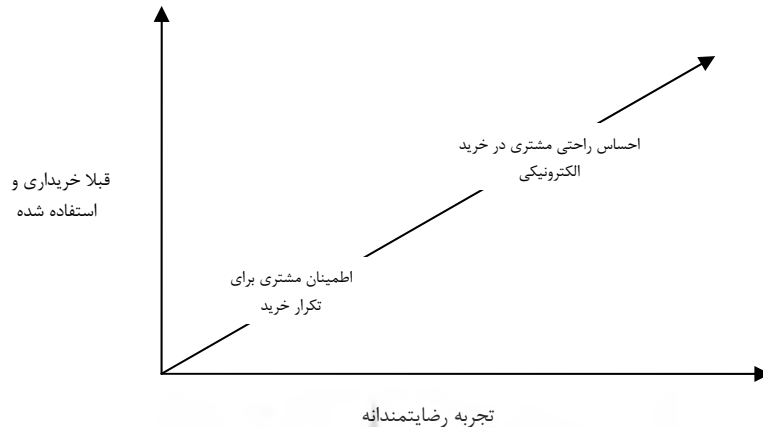 احساس راحتی مشتری در خرید
الکترونیکی
قبلا خریداری و
استفاده شده
اطمینان مشتری برای
تکرار خرید
تجربه رضایتمندانه